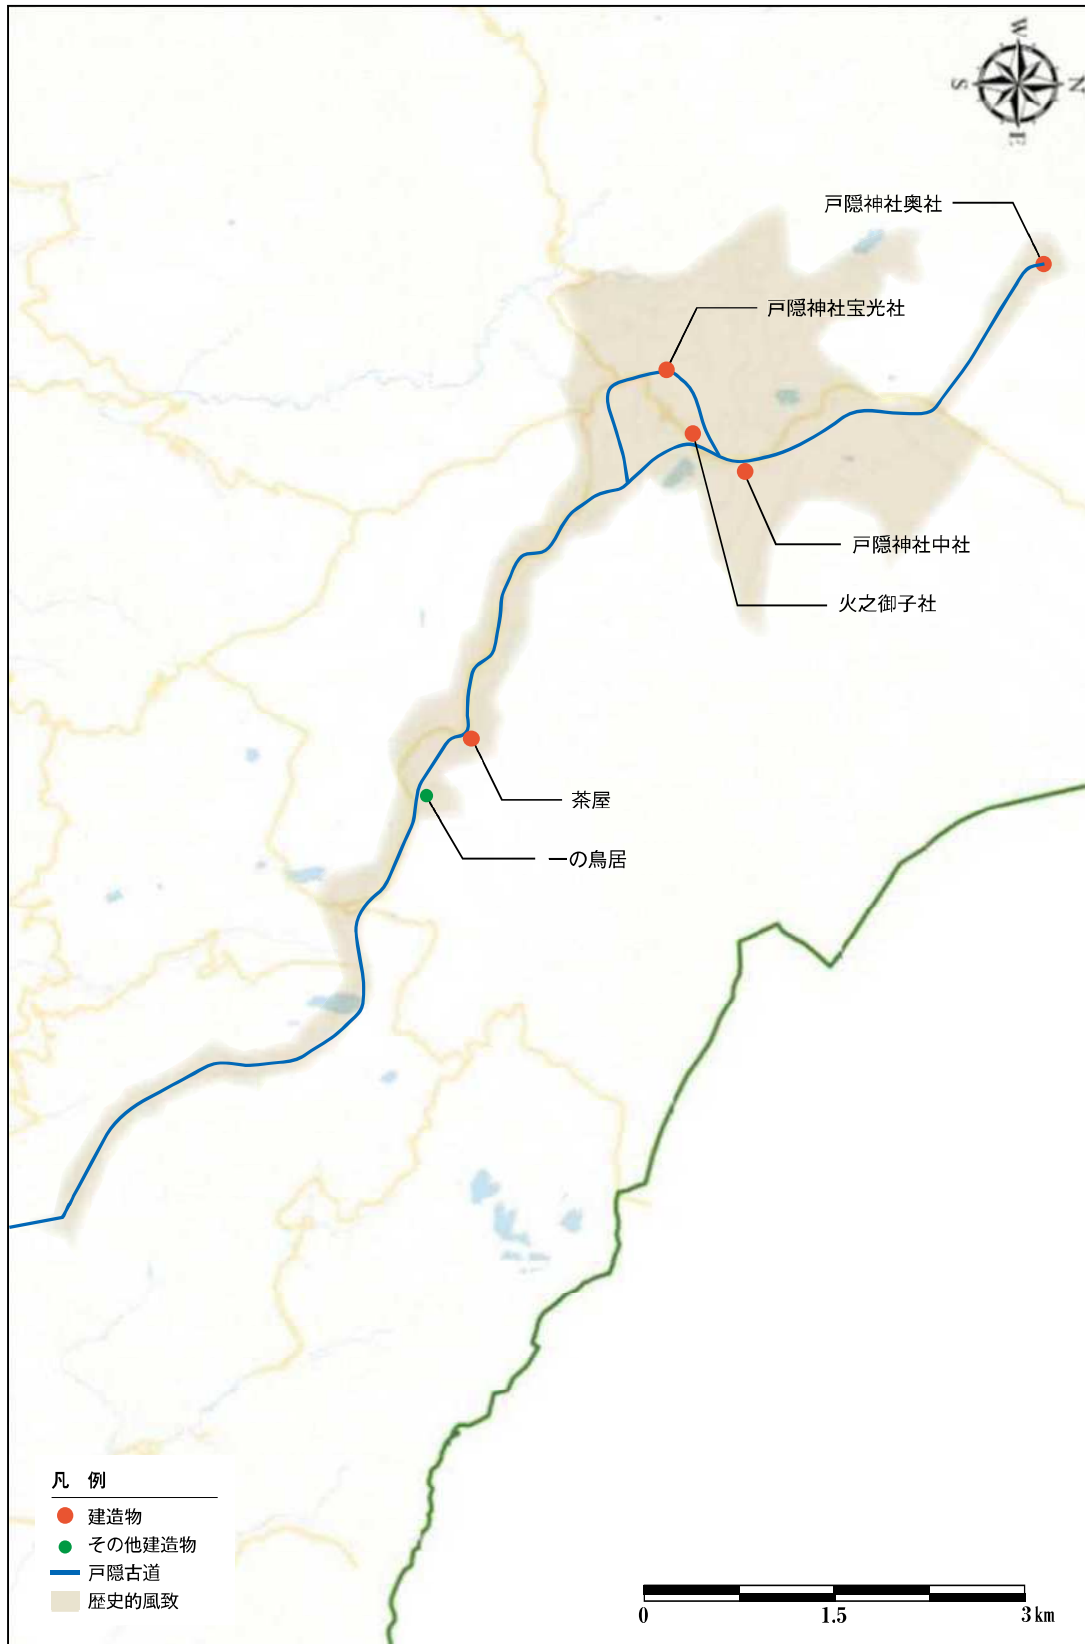 W
S
N
E
戸隠神社奥社
戸隠神社宝光社
戸隠神社中社
火之御子社
茶屋
一の鳥居
凡 例
建造物
その他建造物
戸隠古道
歴史的風致
0 1.5 3km